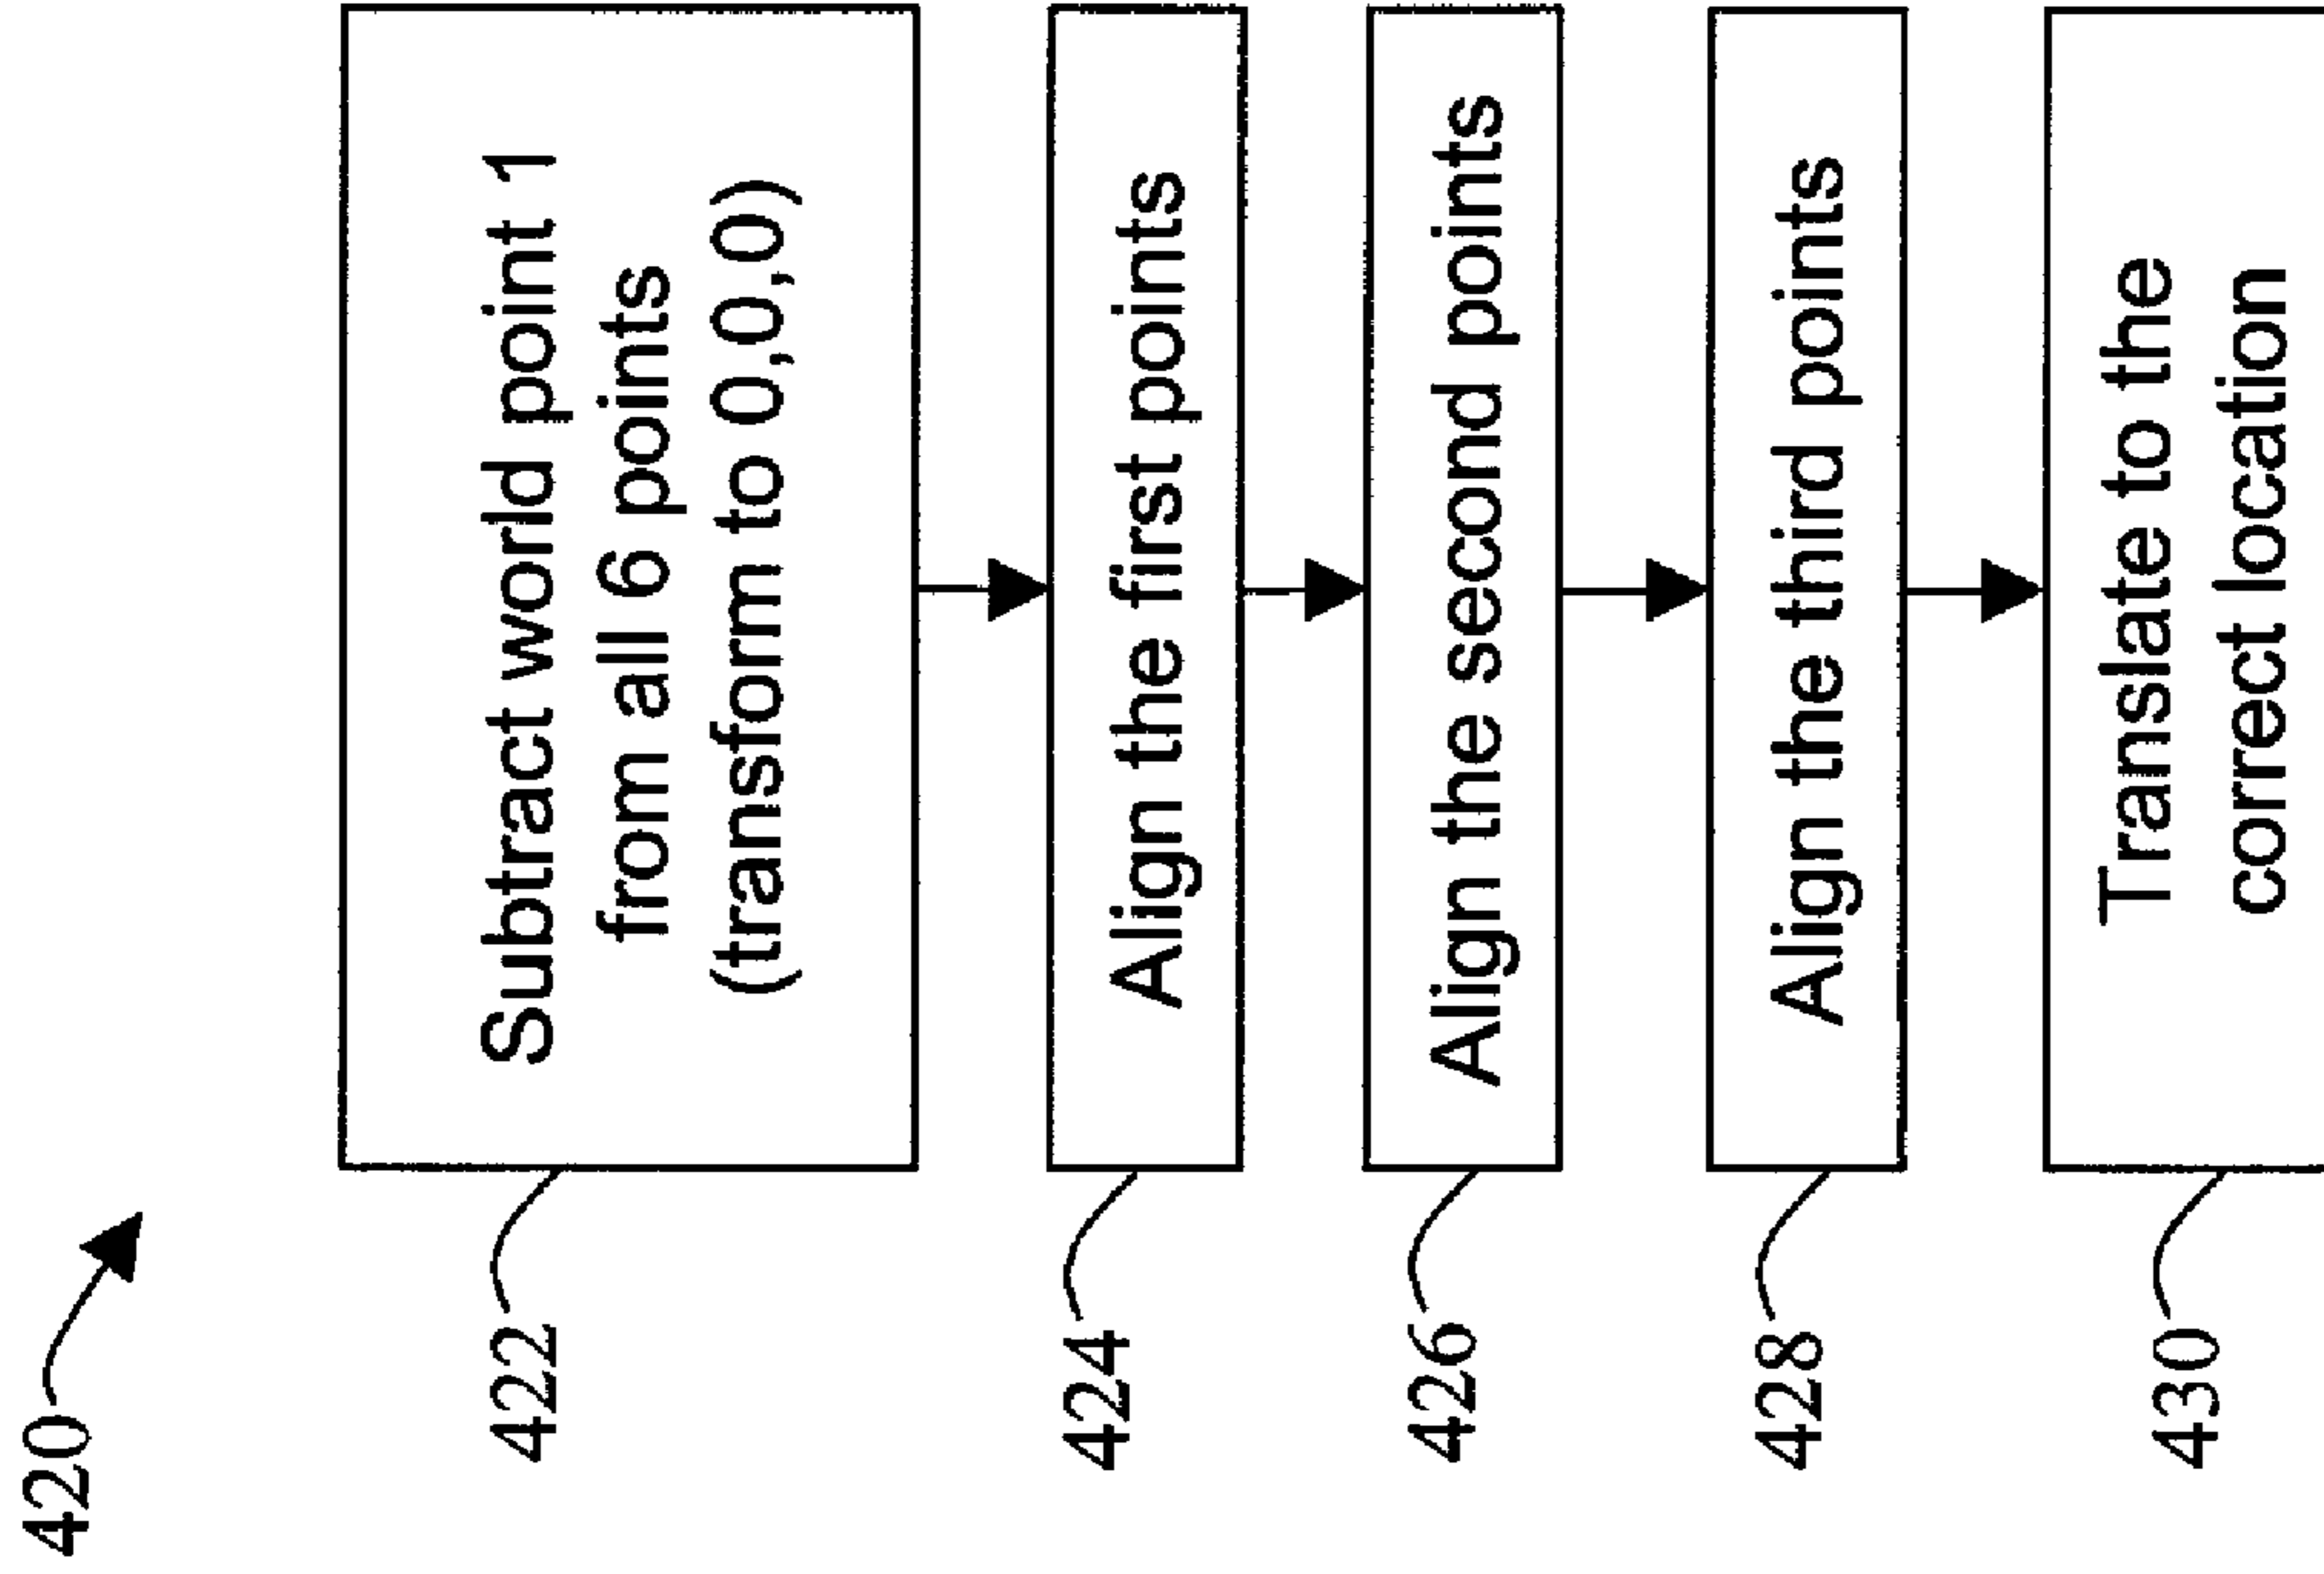 420
422
Subtract world point 1
from all 6 points
(transform to 0,0,0)
424
Align the first points
426
Align the second points
428
Align the third points
430
Translate to the
correct location